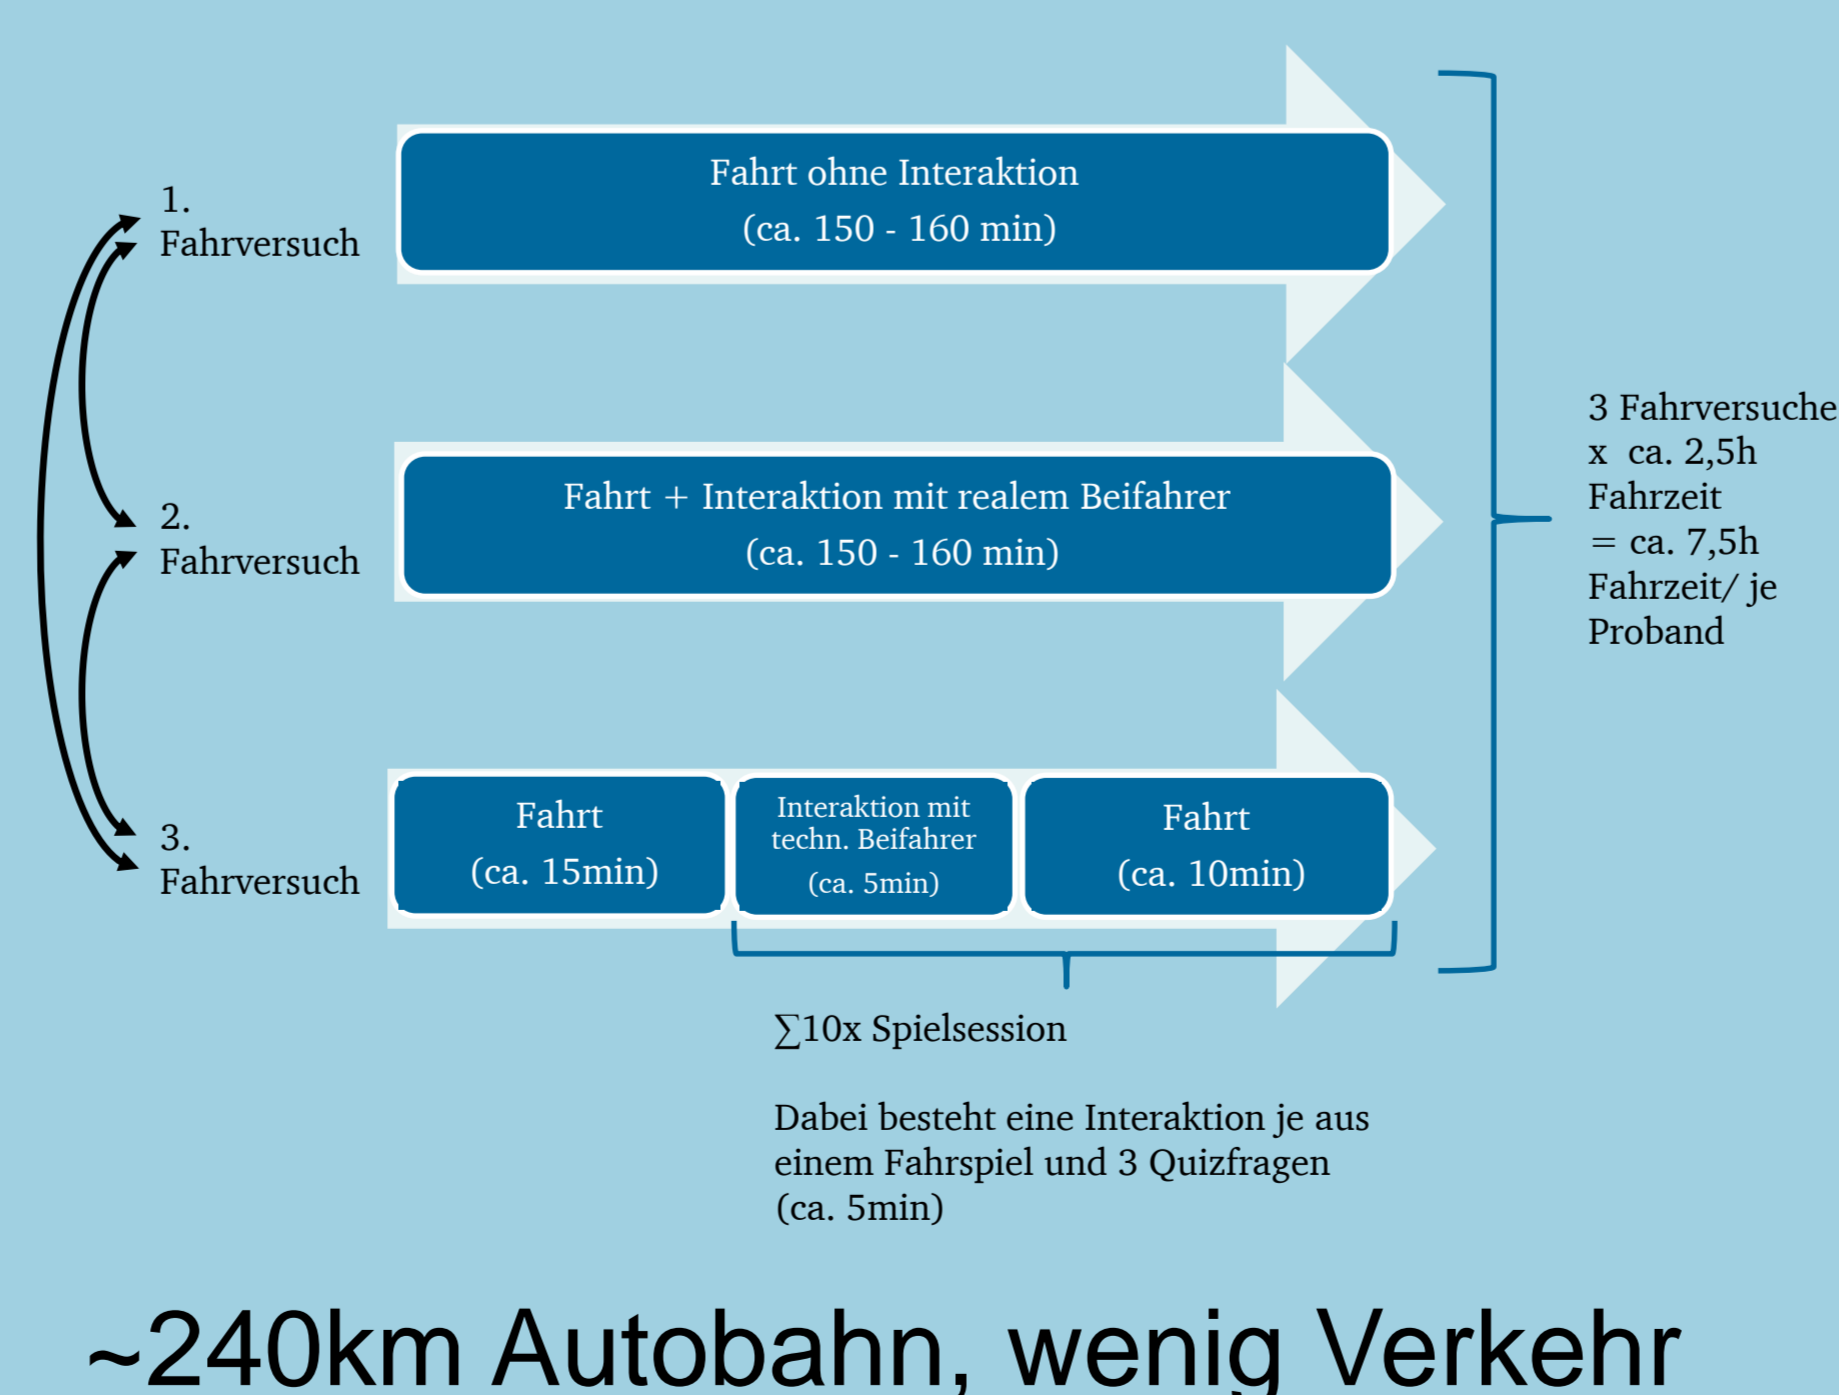 1.
Fahrversuch
Fahrt ohne Interaktion
(ca. 150 - 160 min)
2.
Fahrversuch
Fahrt + Interaktion mit realem Beifahrer
(ca. 150 - 160 min)
3 Fahrversuche
x ca. 2,5h
Fahrzeit
= ca. 7,5h
Fahrzeit/ je
Proband
3.
Fahrversuch
Fahrt
(ca. 15min)
Interaktion mit
techn. Beifahrer
(ca. 5min)
Fahrt
(ca. 10min)
∑10x Spielsession
Dabei besteht eine Interaktion je aus
einem Fahrspiel und 3 Quizfragen
(ca. 5min)
~240km Autobahn, wenig Verkehr